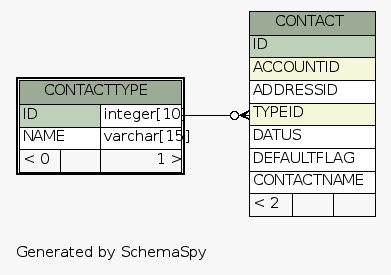 CONTACTTYPE
ID integer[10]
NAME varchar[15]
< 0 1 >
CONTACT
ID
ACCOUNTID
ADDRESSID
TYPEID
DATUS
DEFAULTFLAG
CONTACTNAME
< 2
Generated by SchemaSpy